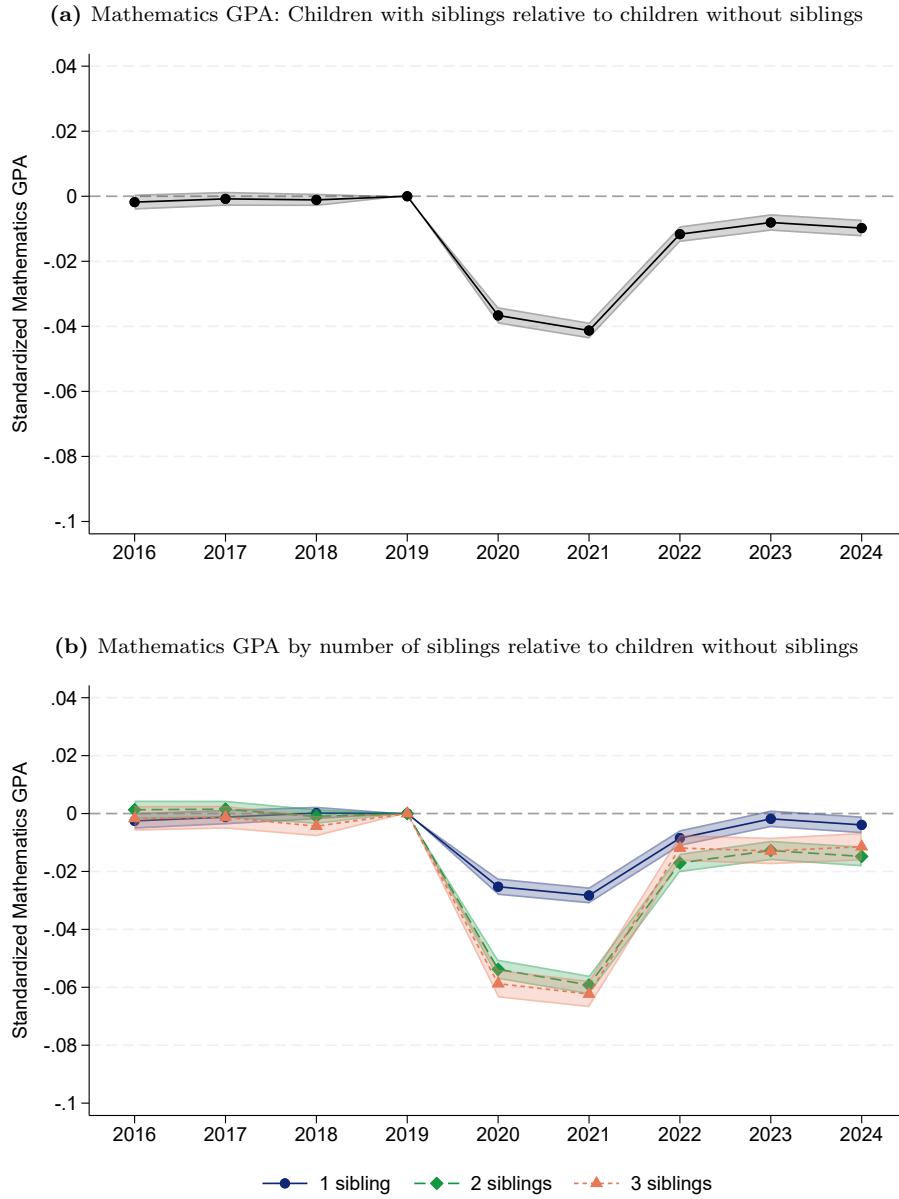 (a) Mathematics GPA: Children with siblings relative to children without siblings
.04
.02
0
-.02
-.04
-.06
-.08
-.1
Standardized Mathematics GPA
2016 2017 2018 2019 2020 2021 2022 2023 2024
(b) Mathematics GPA by number of siblings relative to children without siblings
.04
.02
0
-.02
-.04
-.06
-.08
-.1
Standardized Mathematics GPA
2016 2017 2018 2019 2020 2021 2022 2023 2024
1 sibling 2 siblings 3 siblings